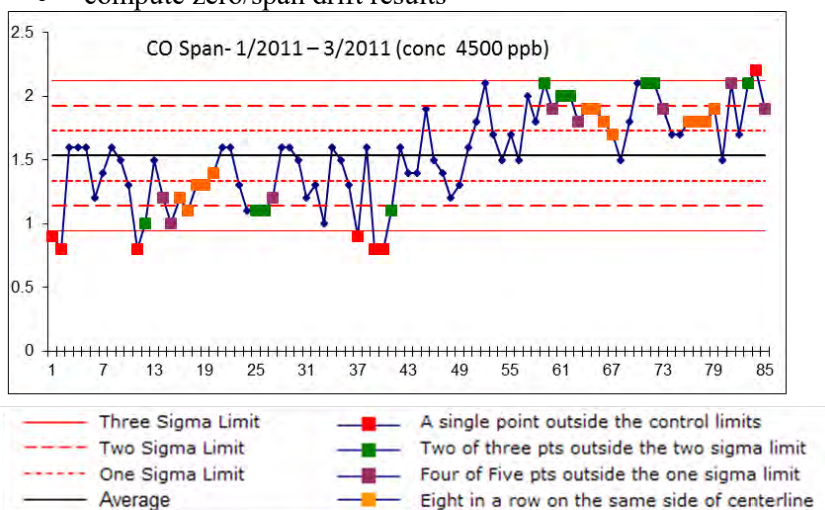 • compute zero/span drift results
CO Span- 1/2011 – 3/2011 (conc 4500 ppb)
2.5
2
1.5
1
0.5
0
1 7 13 19 25 31 37 43 49 55 61 67 73 79 85
Three Sigma Limit A single point outside the control limits
Two Sigma Limit Two of three pts outside the two sigma limit
One Sigma Limit Four of Five pts outside the one sigma limit
Average Eight in a row on the same side of centerline